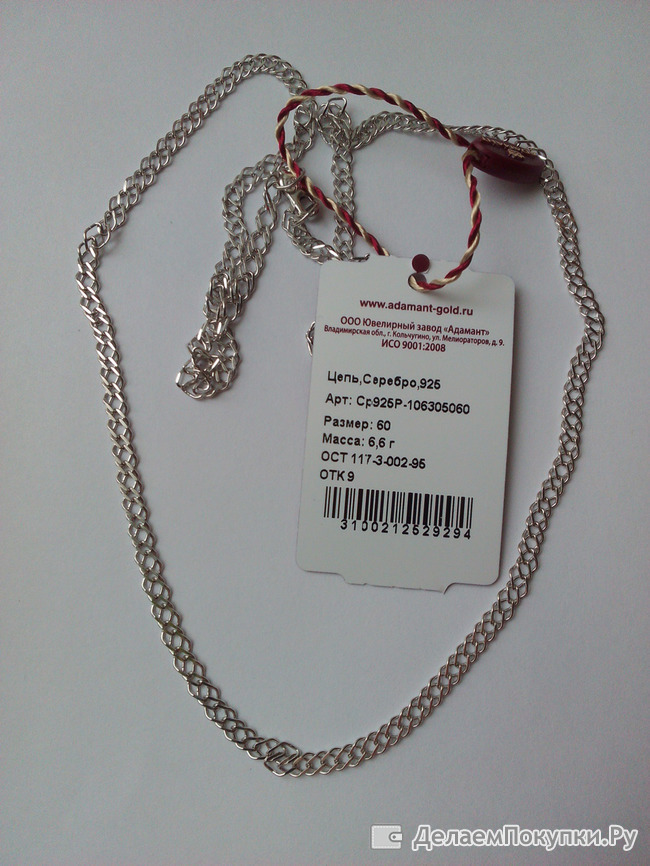 www.adamant-gold.ru
ООО Ювелирный завод «Адамант»
Владимирская обл., г. Кольчугино, ул. Мелиораторов, д. 9.
ИСО 9001:2008
Цепь,Серебро,925
Арт: Ср925Р-106305060
Размер: 60
Масса: 6,6 г
ОСТ 117-3-002-95
ОТК 9
3100212529294
ДелаемПокупки.Ру